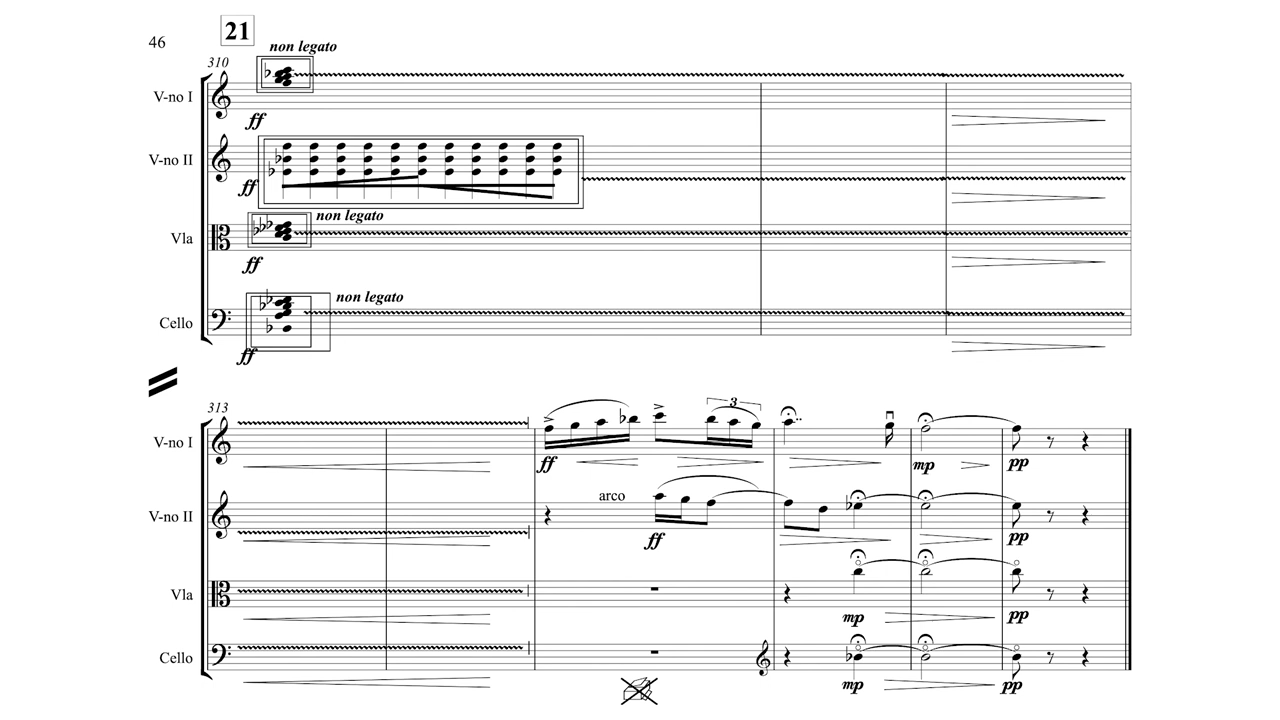 21
46
non legato
310
V-no I
ff
V-no II
ff
non legato
Vla
ff
non legato
Cello
ff
313
3
V-no I
ff
mp
pp
arco
V-no II
ff
pp
Vla
mp
pp
Cello
mp
pp